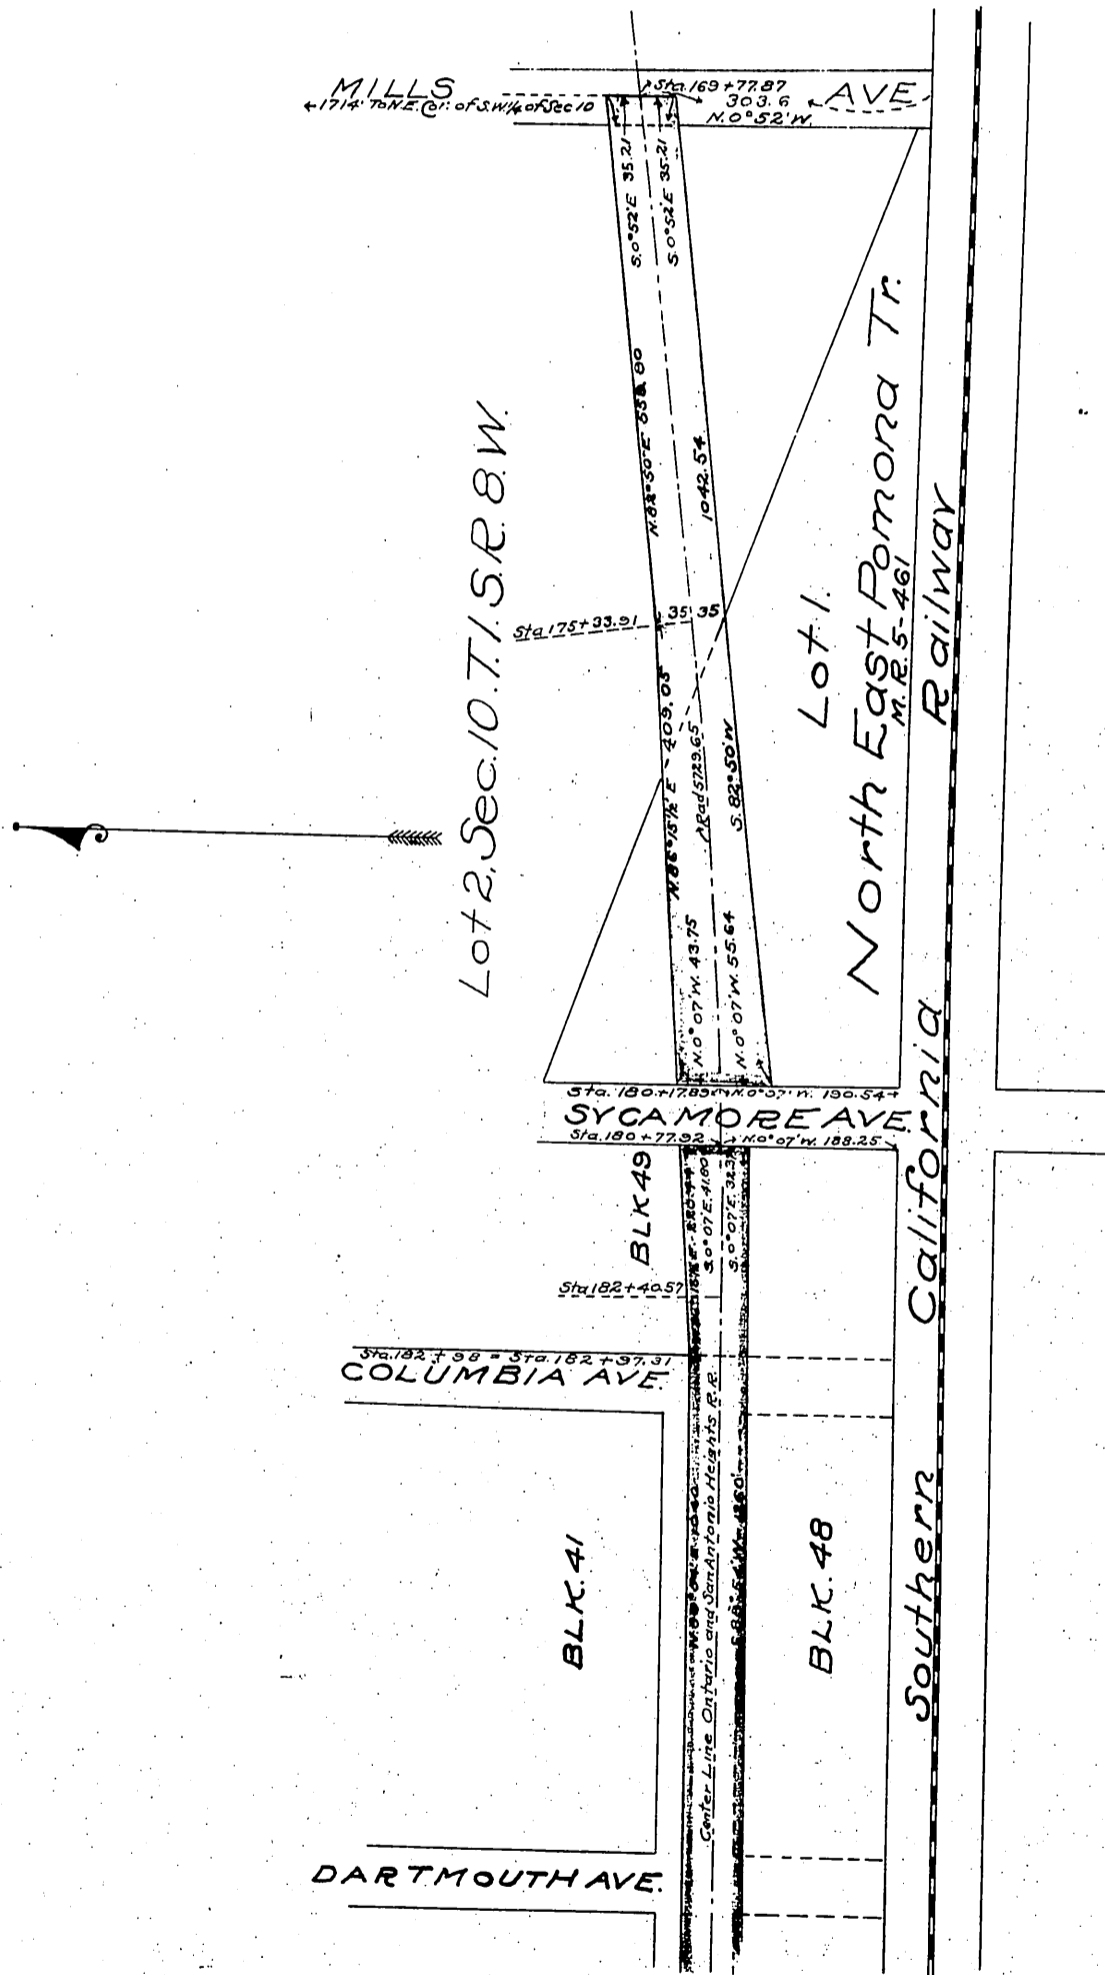 MILLS AVE.
←1714' To N.E. Cor. of S.W.¼ of Sec 10
Sta. 169+77.87
303.6
N.0°52'W.
S.0°52'E 35.21
S.0°52'E 35.21
1042.54
Lot 2, Sec.10.T.1.S.R.8.W.
Sta 175+33.91
35 35
409.05
Rad 5729.65
S.82°50'W
Lot 1.
North East Pomona Tr.
M.R. 5-461
N.0°07'W. 43.75
N.0°07'W. 55.64
Sta. 180+17.89 N.0°07'W. 190.54
SYCAMORE AVE.
Sta. 180+77.92 N.0°07'W. 188.25
BLK 49
S.0°07'E. 41.80
S.0°07'E.
Sta 182+40.57
Sta. 182+98 = Sta. 182+97.31
COLUMBIA AVE.
Center Line Ontario and San Antonio Heights R.R.
BLK. 41
BLK. 48
DARTMOUTH AVE.
Southern California Railway